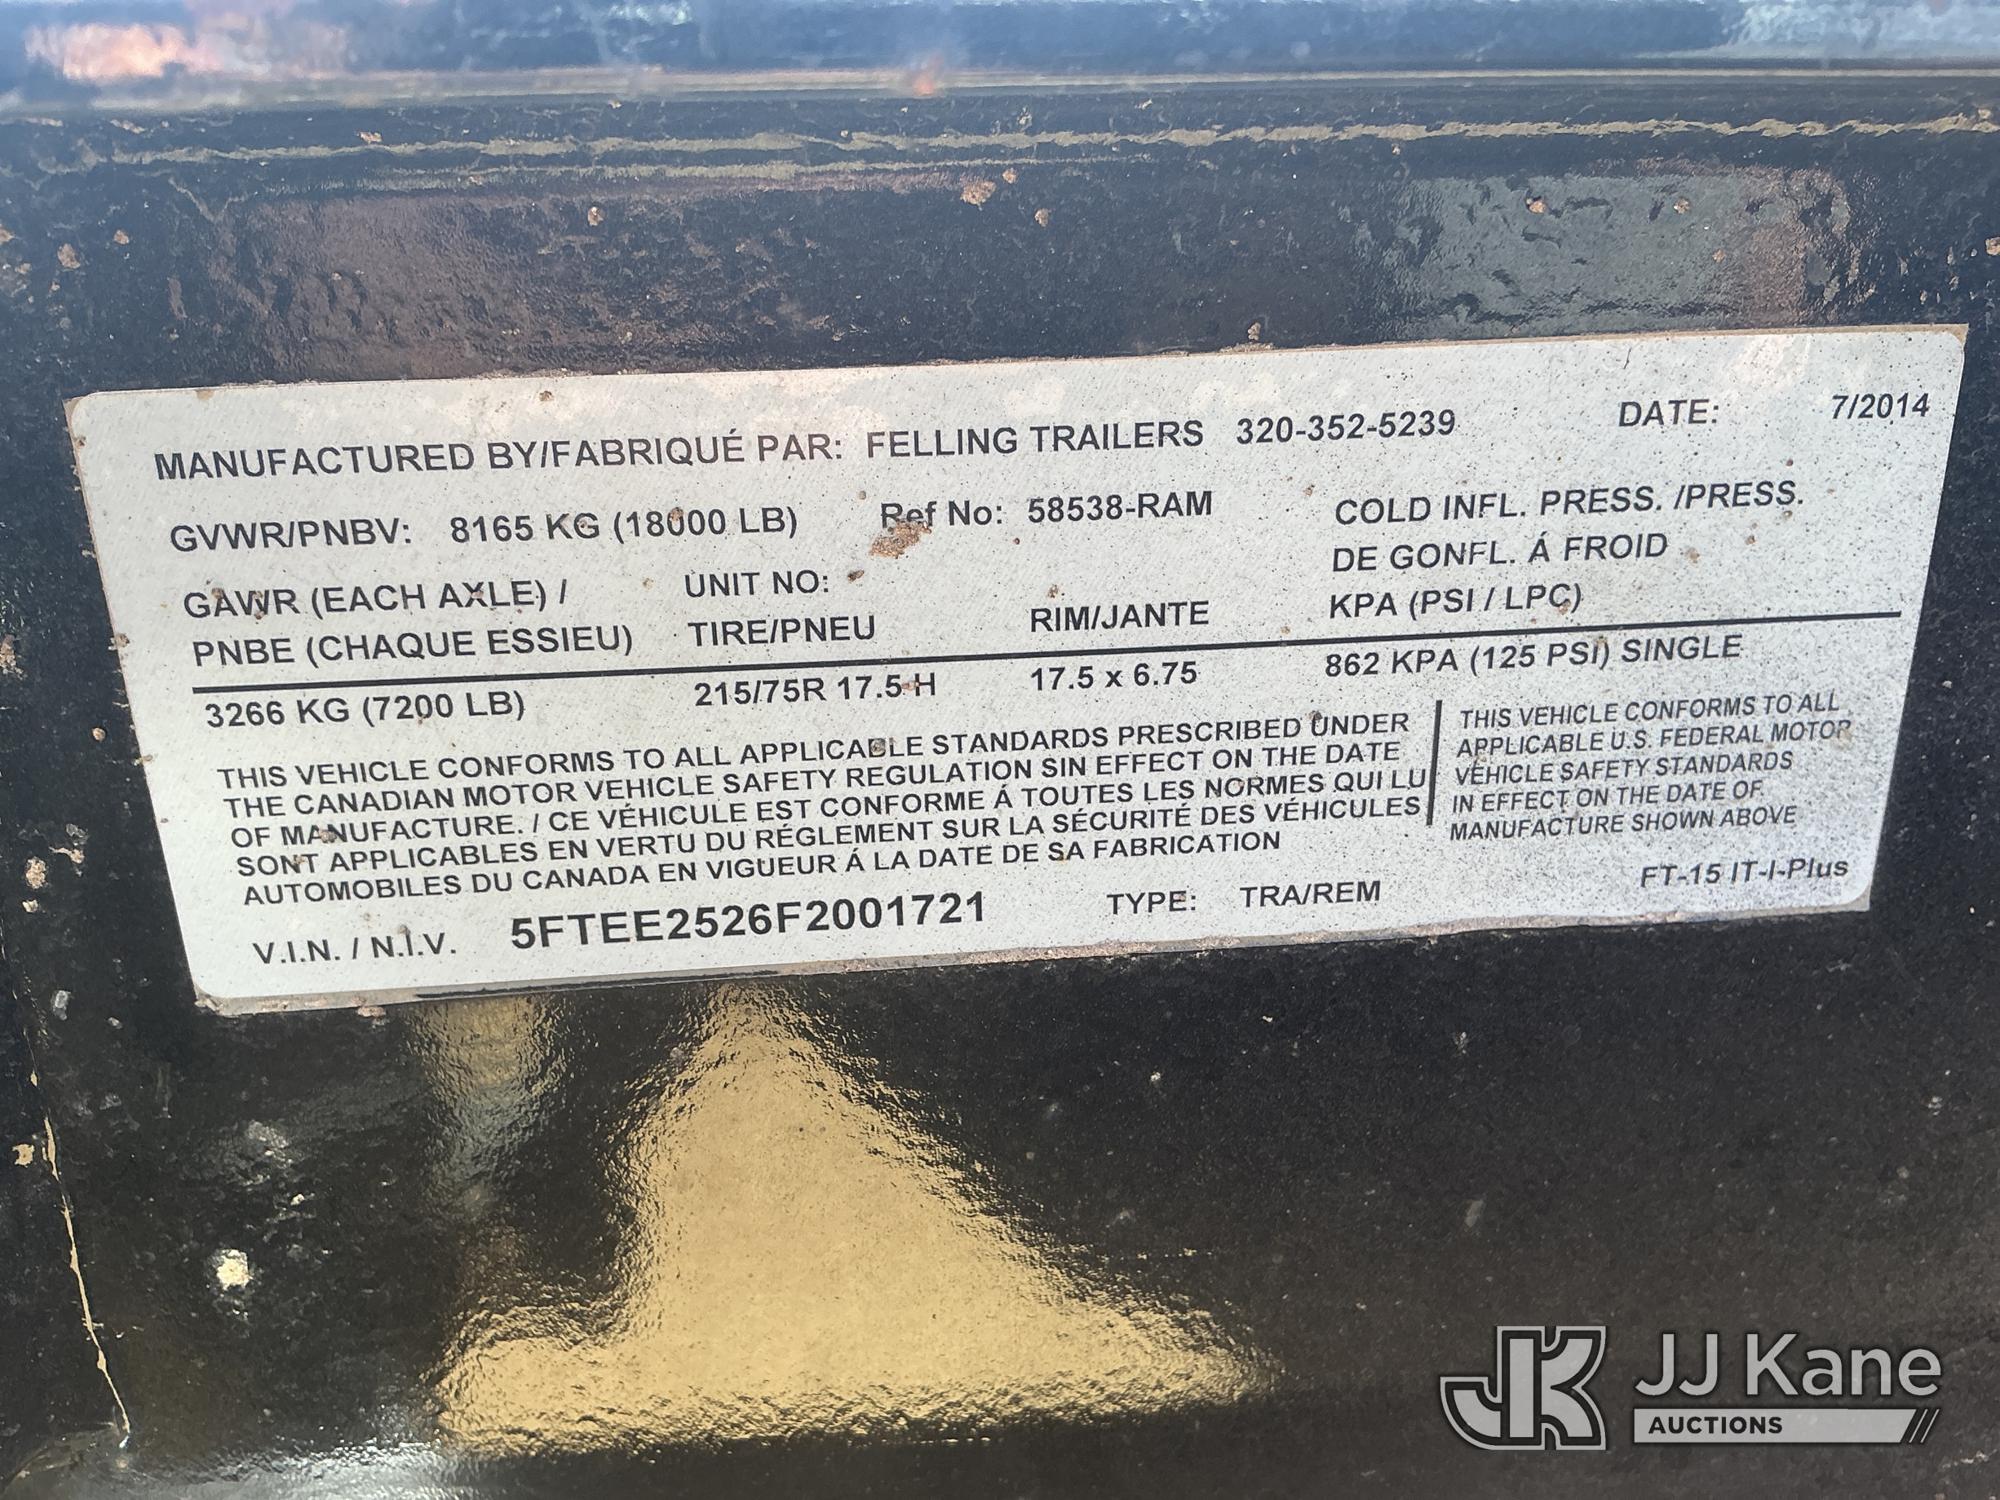 MANUFACTURED BY/FABRIQUÉ PAR: FELLING TRAILERS 320-352-5239 DATE: 7/2014
GVWR/PNBV: 8165 KG (18000 LB) Ref No: 58538-RAM
COLD INFL. PRESS. /PRESS.
DE GONFL. Á FROID
KPA (PSI / LPC)
GAWR (EACH AXLE) /
PNBE (CHAQUE ESSIEU)
UNIT NO:
TIRE/PNEU
RIM/JANTE
3266 KG (7200 LB) 215/75R 17.5-H 17.5 x 6.75 862 KPA (125 PSI) SINGLE
THIS VEHICLE CONFORMS TO ALL APPLICABLE STANDARDS PRESCRIBED UNDER
THE CANADIAN MOTOR VEHICLE SAFETY REGULATION SIN EFFECT ON THE DATE
OF MANUFACTURE. / CE VÉHICULE EST CONFORME Á TOUTES LES NORMES QUI LU
SONT APPLICABLES EN VERTU DU RÉGLEMENT SUR LA SÉCURITÉ DES VÉHICULES
AUTOMOBILES DU CANADA EN VIGUEUR Á LA DATE DE SA FABRICATION
THIS VEHICLE CONFORMS TO ALL
APPLICABLE U.S. FEDERAL MOTOR
VEHICLE SAFETY STANDARDS
IN EFFECT ON THE DATE OF
MANUFACTURE SHOWN ABOVE
V.I.N. / N.I.V. 5FTEE2526F2001721 TYPE: TRA/REM FT-15 IT-I-Plus
JK JJ Kane
AUCTIONS